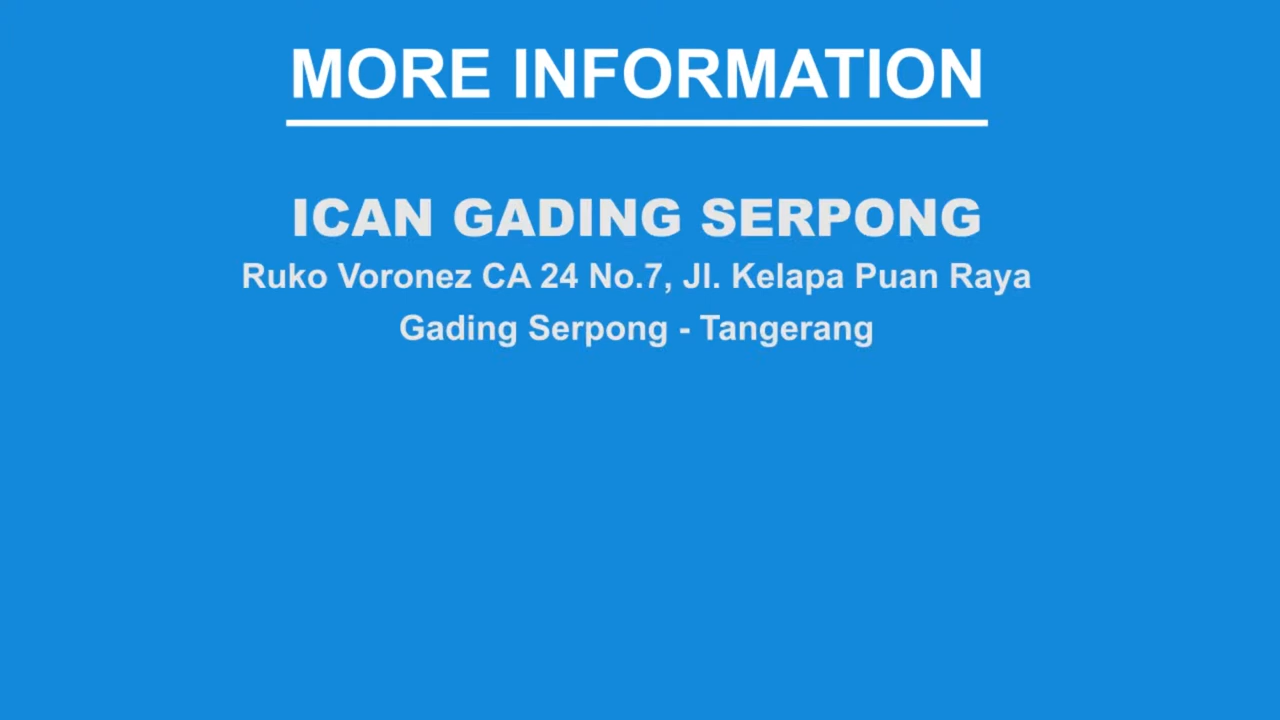 MORE INFORMATION
ICAN GADING SERPONG
Ruko Voronez CA 24 No.7, Jl. Kelapa Puan Raya
Gading Serpong - Tangerang